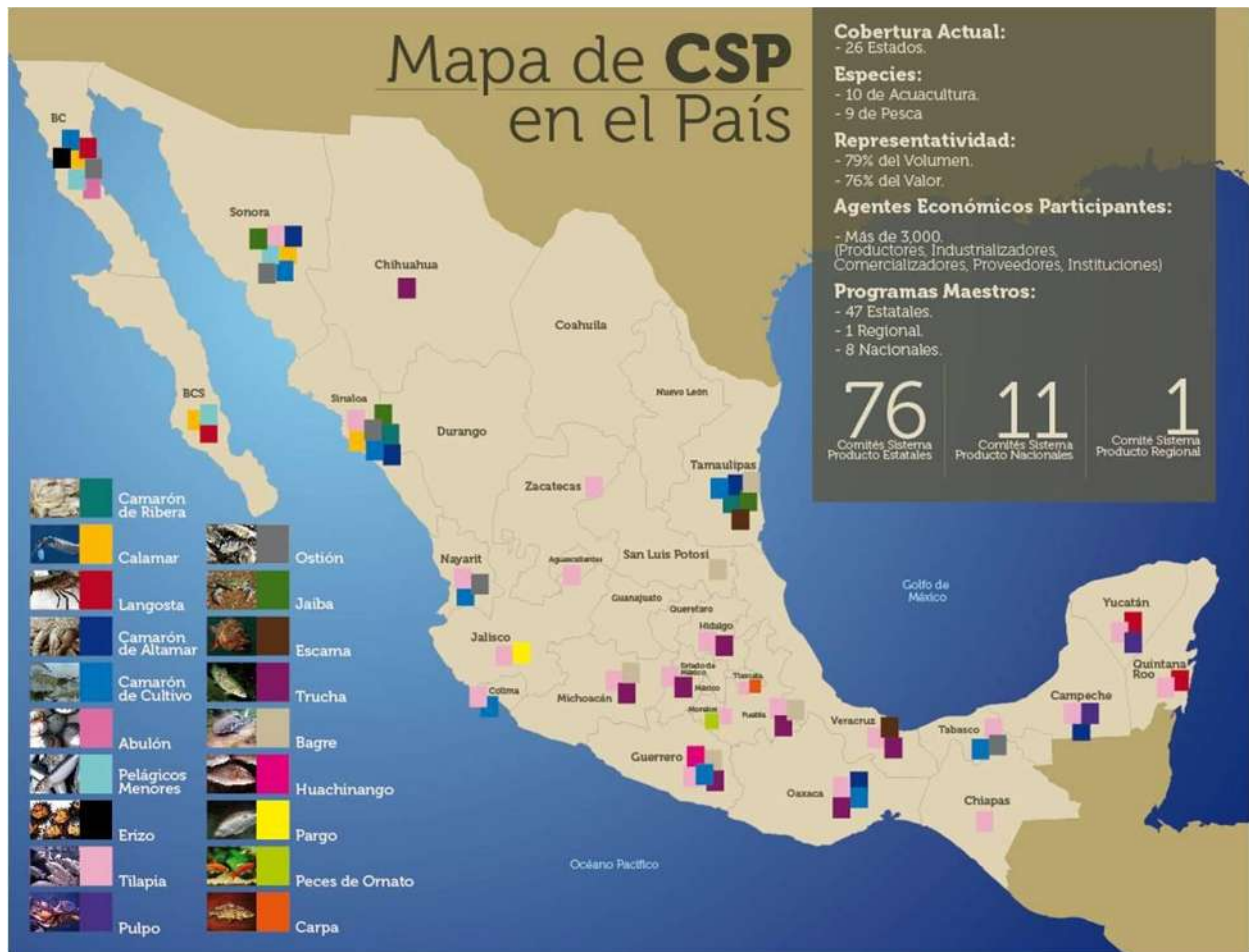 Mapa de CSP
en el País
Cobertura Actual:
- 26 Estados.
Especies:
- 10 de Acuacultura.
- 9 de Pesca
Representatividad:
- 79% del Volumen.
- 76% del Valor.
Agentes Económicos Participantes:
- Más de 3,000.
(Productores, Industrializadores,
Comercializadores, Proveedores, Instituciones)
Programas Maestros:
- 47 Estatales.
- 1 Regional.
- 8 Nacionales.
76
Comités Sistema
Producto Estatales
11
Comités Sistema
Producto Nacionales
1
Comité Sistema
Producto Regional
BC
Sonora
Chihuahua
Coahuila
BCS
Sinaloa
Durango
Nuevo León
Tamaulipas
Zacatecas
Nayarit
Aguascalientes
San Luis Potosi
Guanajuato
Queretaro
Hidalgo
Jalisco
Colima
Michoacán
Estado de
México
México
Tlaxcala
Morelos
Puebla
Guerrero
Veracruz
Oaxaca
Tabasco
Chiapas
Campeche
Yucatán
Quintana
Roo
Golfo de
México
Océano Pacífico
Camarón
de Ribera
Calamar
Langosta
Camarón
de Altamar
Camarón
de Cultivo
Abulón
Pelágicos
Menores
Erizo
Tilapia
Pulpo
Ostión
Jaiba
Escama
Trucha
Bagre
Huachinango
Pargo
Peces de Ornato
Carpa